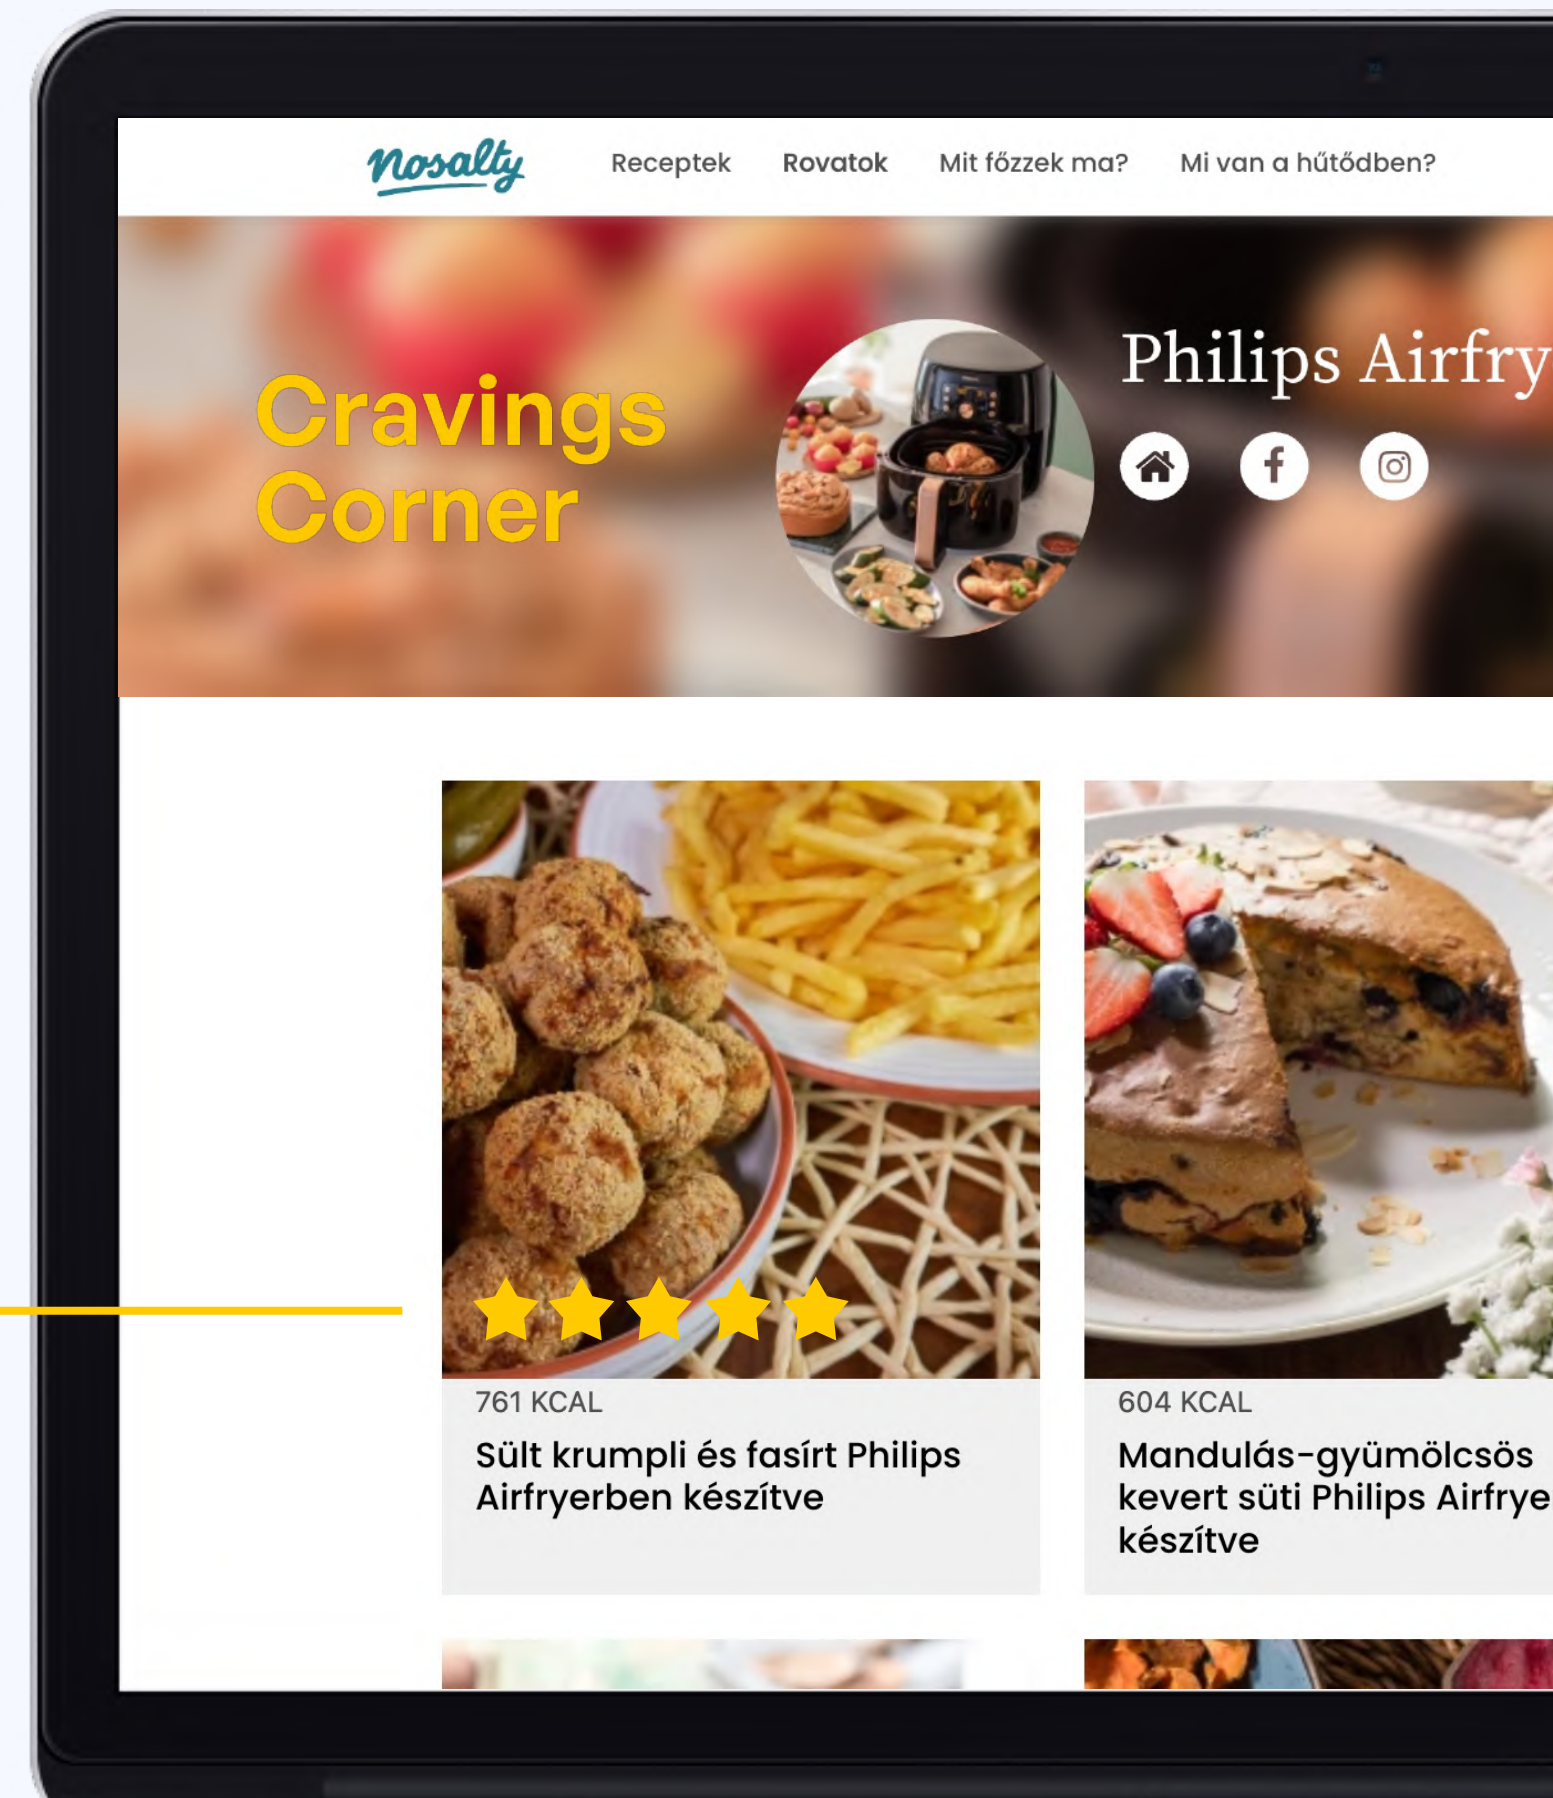 nosalty
Receptek Rovatok Mit főzzek ma? Mi van a hűtődben?
Cravings
Corner
Philips Airfry
761 KCAL
Sült krumpli és fasírt Philips
Airfryerben készítve
604 KCAL
Mandulás-gyümölcsös
kevert süti Philips Airfrye
készítve